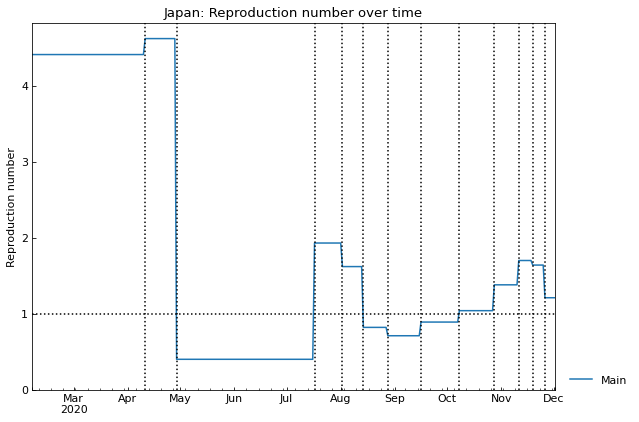 Japan: Reproduction number over time
Reproduction number
4
3
2
1
0
Mar Apr May Jun Jul Aug Sep Oct Nov Dec
2020
Main